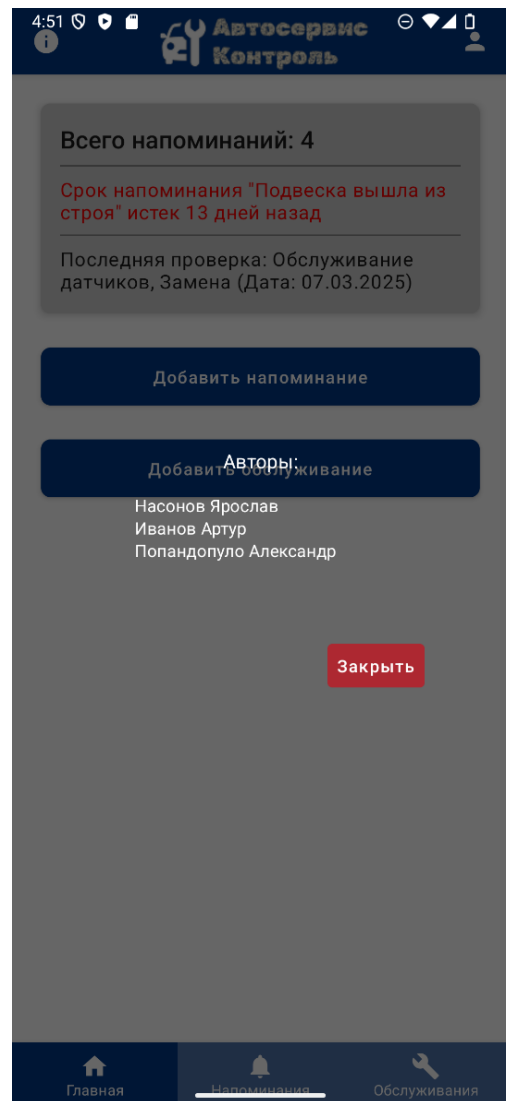 4:51
Автосервис
Контроль
Всего напоминаний: 4
Срок напоминания "Подвеска вышла из
строя" истек 13 дней назад
Последняя проверка: Обслуживание
датчиков, Замена (Дата: 07.03.2025)
Добавить напоминание
Добавить обслуживание
Авторы:
Насонов Ярослав
Иванов Артур
Попандопуло Александр
Закрыть
Главная
Напоминания
Обслуживания